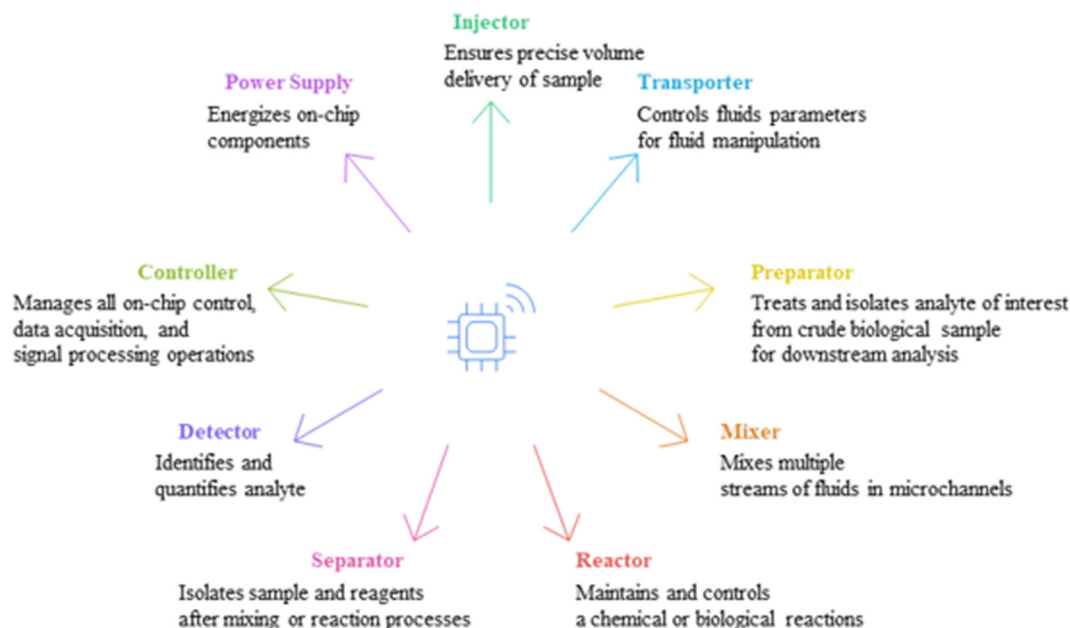 Injector
Ensures precise volume
delivery of sample
Transporter
Controls fluids parameters
for fluid manipulation
Preparator
Treats and isolates analyte of interest
from crude biological sample
for downstream analysis
Mixer
Mixes multiple
streams of fluids in microchannels
Reactor
Maintains and controls
a chemical or biological reactions
Separator
Isolates sample and reagents
after mixing or reaction processes
Detector
Identifies and
quantifies analyte
Controller
Manages all on-chip control,
data acquisition, and
signal processing operations
Power Supply
Energizes on-chip
components